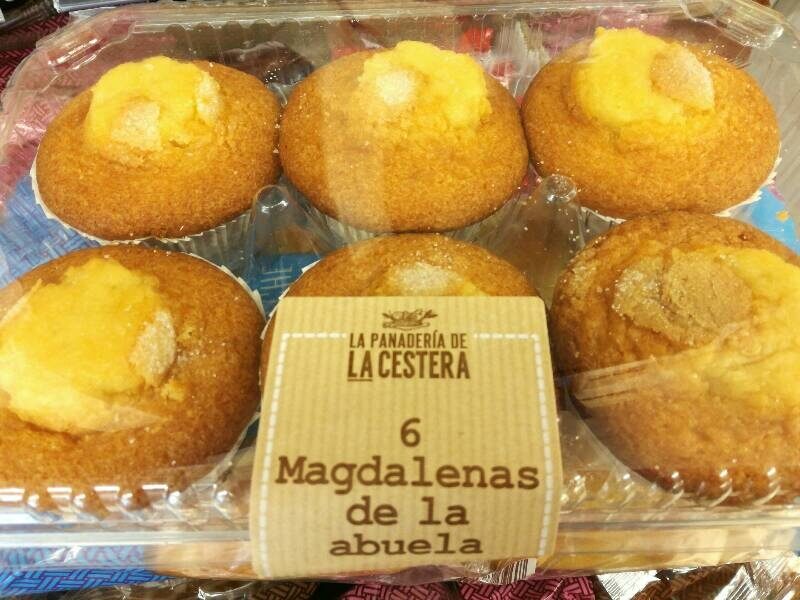 LA PANADERÍA DE
LA CESTERA
6
Magdalenas
de la
abuela